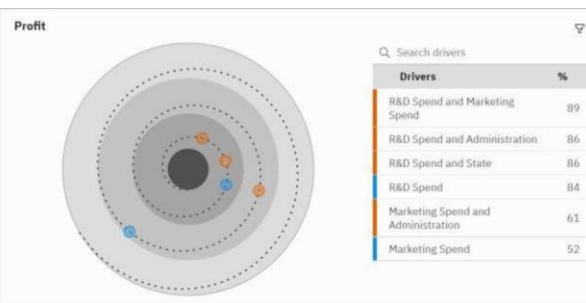 Profit
Search drivers
Drivers %
R&D Spend and Marketing
Spend 89
R&D Spend and Administration 86
R&D Spend and State 86
R&D Spend 84
Marketing Spend and
Administration 61
Marketing Spend 52